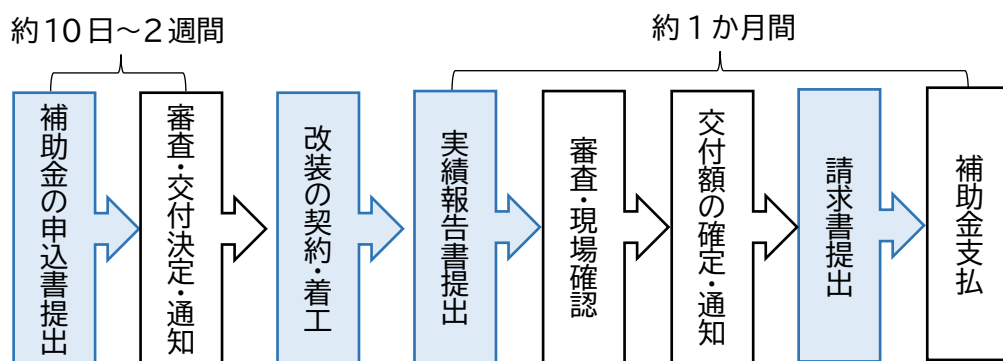 約10日~2週間
約1か月間
補助金の申込書提出
審査・交付決定・通知
改装の契約・着工
実績報告書提出
審査・現場確認
交付額の確定・通知
請求書提出
補助金支払